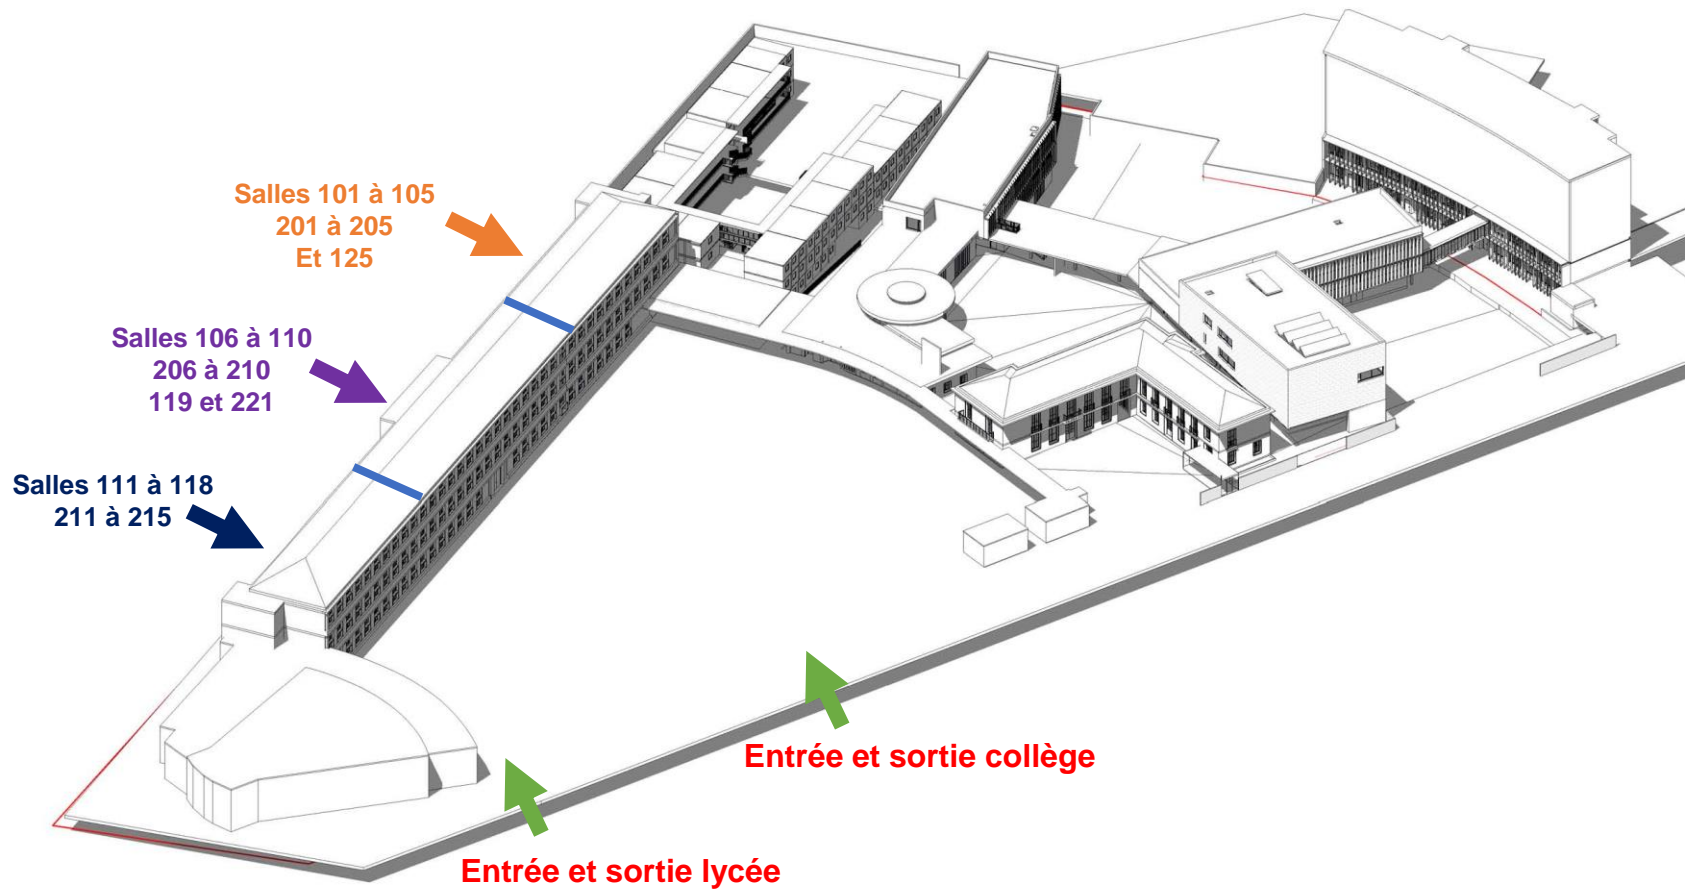 Salles 101 à 105
201 à 205
Et 125
Salles 106 à 110
206 à 210
119 et 221
Salles 111 à 118
211 à 215
Entrée et sortie collège
Entrée et sortie lycée